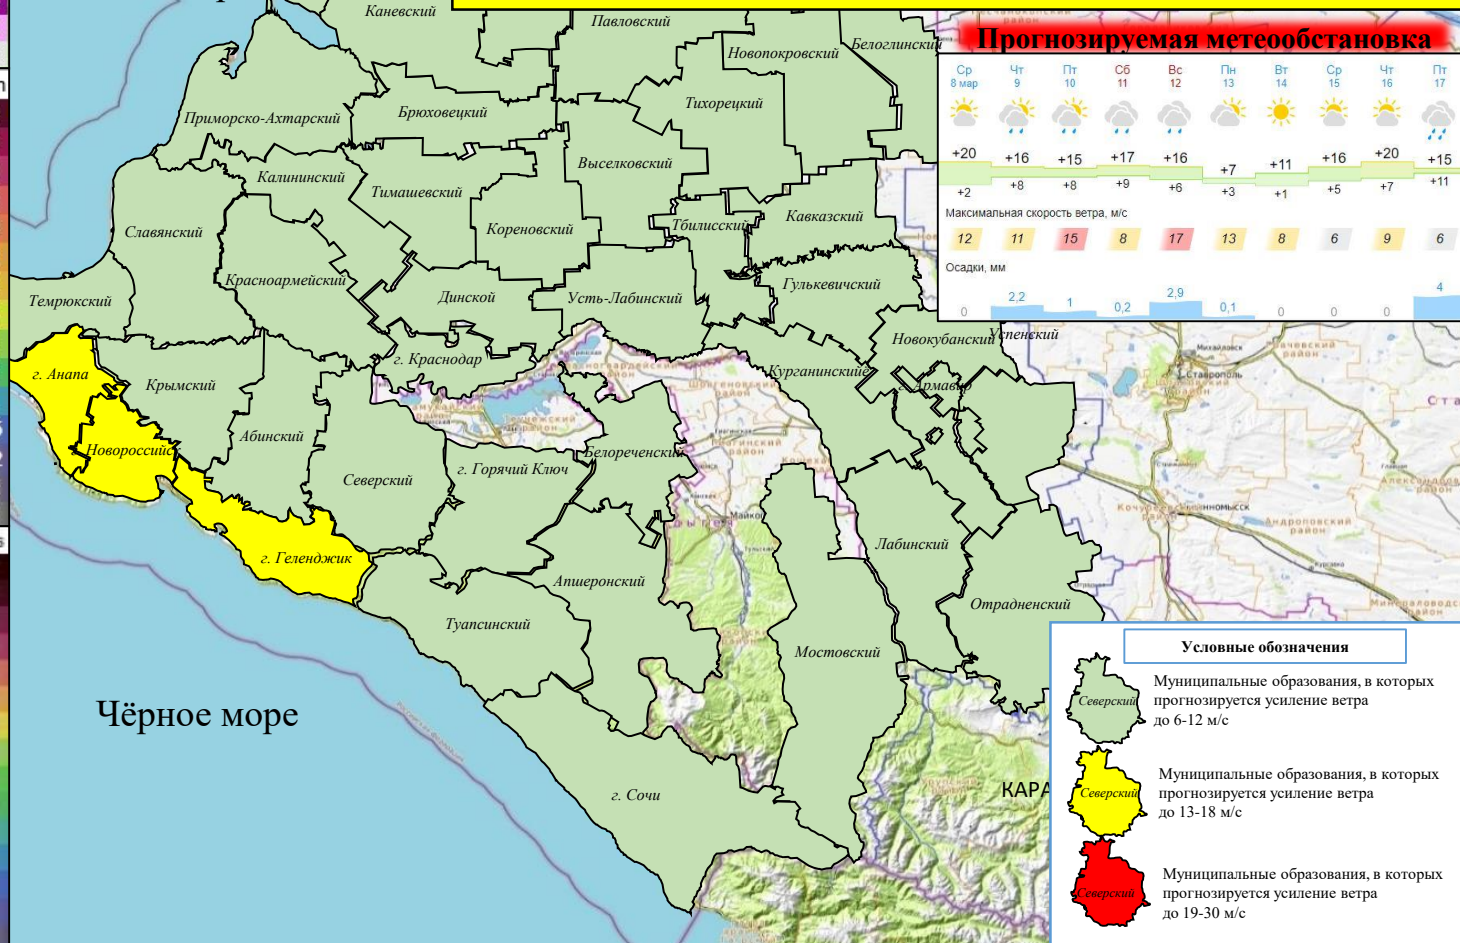 Каневский
Павловский
Новопокровский
Белоглинский
Прогнозируемая метеообстановка
Ср Чт Пт Сб Вс Пн Вт Ср Чт Пт
8 мар 9 10 11 12 13 14 15 16 17
+20 +16 +15 +17 +16 +7 +11 +16 +20 +15
+2 +8 +8 +9 +6 +3 +1 +5 +7 +11
Максимальная скорость ветра, м/с
12 11 15 8 17 13 8 6 9 6
Осадки, мм
0 2,2 1 0,2 2,9 0,1 0 0 0 4
Приморско-Ахтарский
Брюховецкий
Тихорецкий
Выселковский
Калининский
Тимашевский
Славянский
Кореновский
Тбилисский
Кавказский
Красноармейский
Динской
Усть-Лабинский
Гулькевичский
Темрюкский
Новокубанский
Успенский
г. Анапа
Крымский
г. Краснодар
Курганинский
г. Армавир
Новороссийск
Абинский
Северский
г. Горячий Ключ
Белореченский
г. Геленджик
Апшеронский
Лабинский
Отрадненский
Туапсинский
Мостовский
г. Сочи
Чёрное море
Ставрополь
Михайловск
Майкоп
КАРА
Условные обозначения
Северский
Муниципальные образования, в которых
прогнозируется усиление ветра
до 6-12 м/с
Северский
Муниципальные образования, в которых
прогнозируется усиление ветра
до 13-18 м/с
Северский
Муниципальные образования, в которых
прогнозируется усиление ветра
до 19-30 м/с